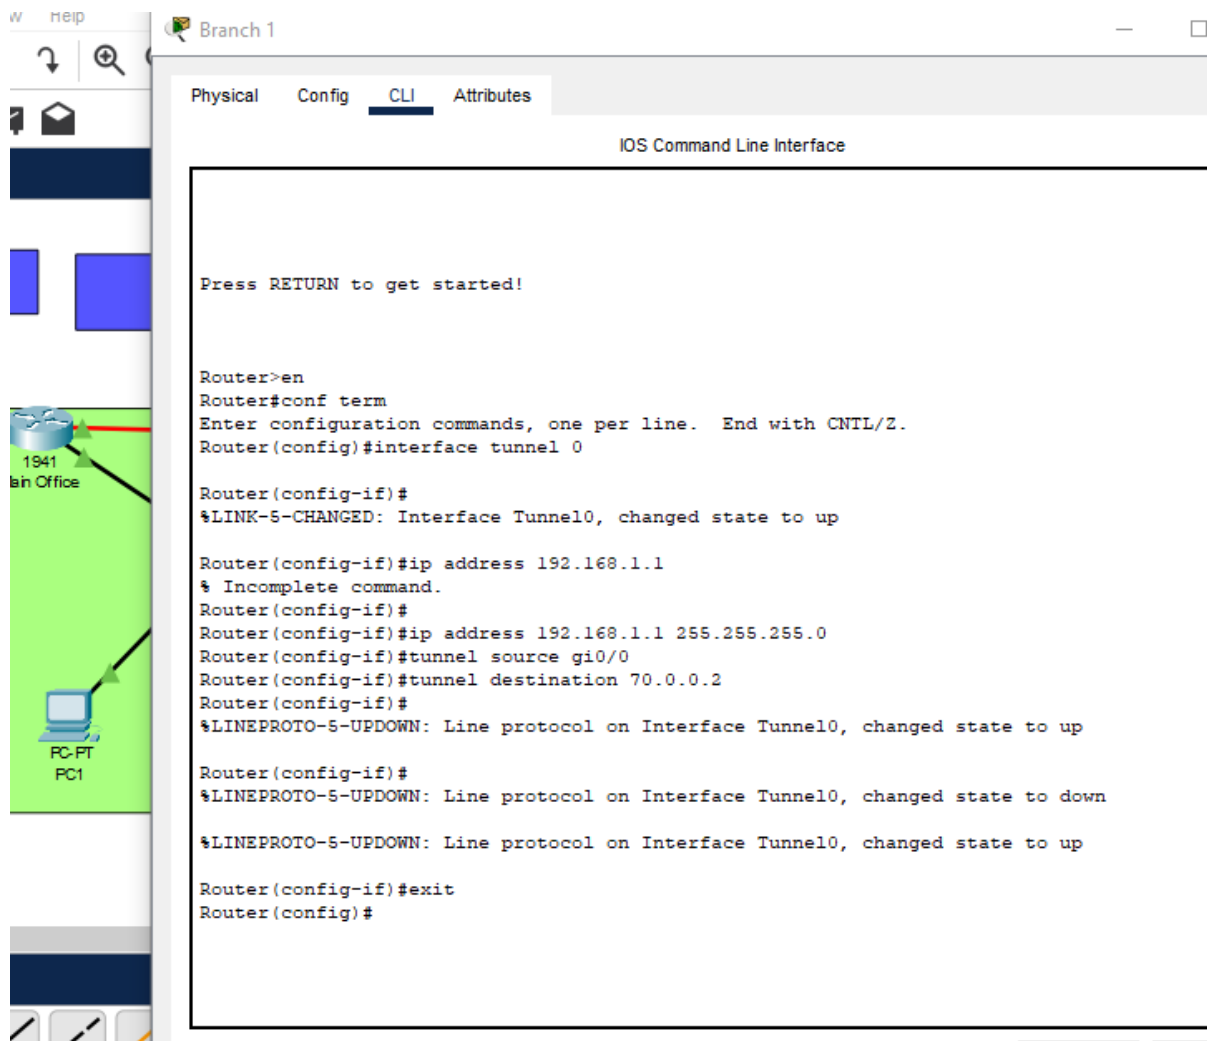 Help
Branch 1
Physical Config CLI Attributes
IOS Command Line Interface
Press RETURN to get started!
Router>en
Router#conf term
Enter configuration commands, one per line.  End with CNTL/Z.
Router(config)#interface tunnel 0
Router(config-if)#
%LINK-5-CHANGED: Interface Tunnel0, changed state to up
Router(config-if)#ip address 192.168.1.1
% Incomplete command.
Router(config-if)#
Router(config-if)#ip address 192.168.1.1 255.255.255.0
Router(config-if)#tunnel source gi0/0
Router(config-if)#tunnel destination 70.0.0.2
Router(config-if)#
%LINEPROTO-5-UPDOWN: Line protocol on Interface Tunnel0, changed state to up
Router(config-if)#
%LINEPROTO-5-UPDOWN: Line protocol on Interface Tunnel0, changed state to down
%LINEPROTO-5-UPDOWN: Line protocol on Interface Tunnel0, changed state to up
Router(config-if)#exit
Router(config)#
1941
ain Office
PC-PT
PC1